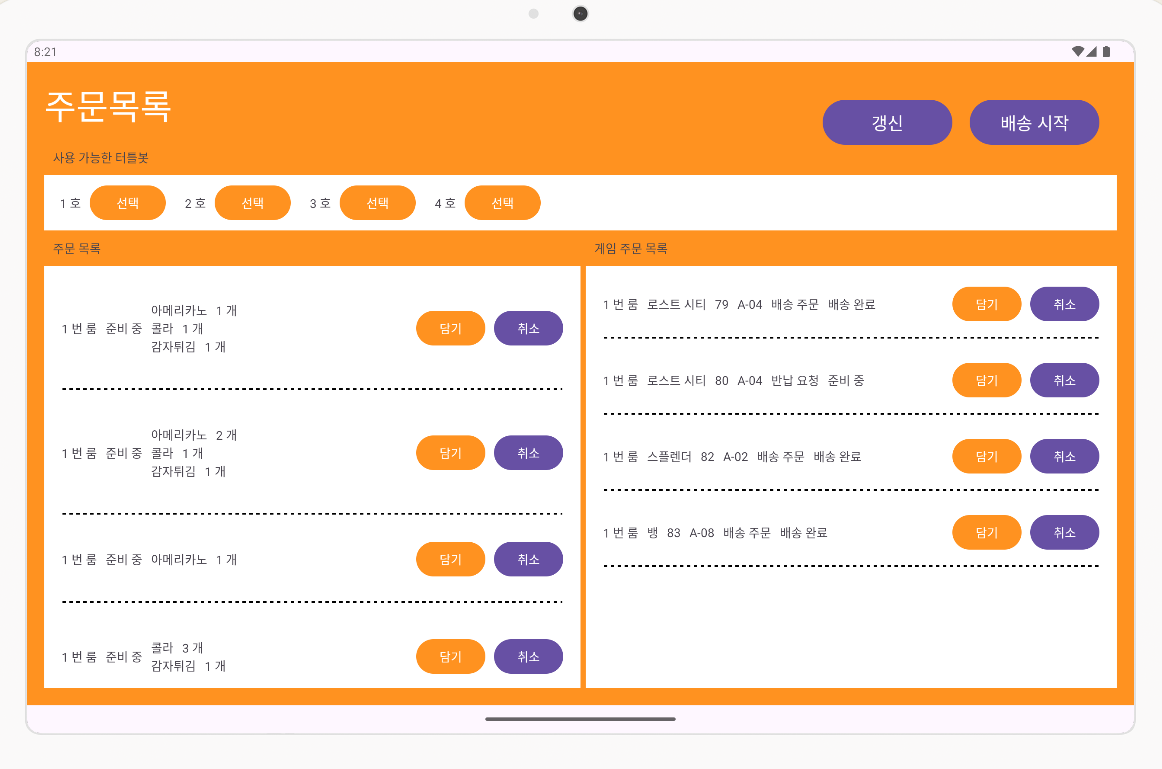 8:21
주문목록
갱신 배송 시작
사용 가능한 터틀봇
1 호 선택 2 호 선택 3 호 선택 4 호 선택
주문 목록
1 번 룸 준비 중
아메리카노 1 개
콜라 1 개
감자튀김 1 개
담기 취소
1 번 룸 준비 중
아메리카노 2 개
콜라 1 개
감자튀김 1 개
담기 취소
1 번 룸 준비 중 아메리카노 1 개 담기 취소
1 번 룸 준비 중
콜라 3 개
감자튀김 1 개
담기 취소
게임 주문 목록
1 번 룸 로스트 시티 79 A-04 배송 주문 배송 완료 담기 취소
1 번 룸 로스트 시티 80 A-04 반납 요청 준비 중 담기 취소
1 번 룸 스플렌더 82 A-02 배송 주문 배송 완료 담기 취소
1 번 룸 뱅 83 A-08 배송 주문 배송 완료 담기 취소